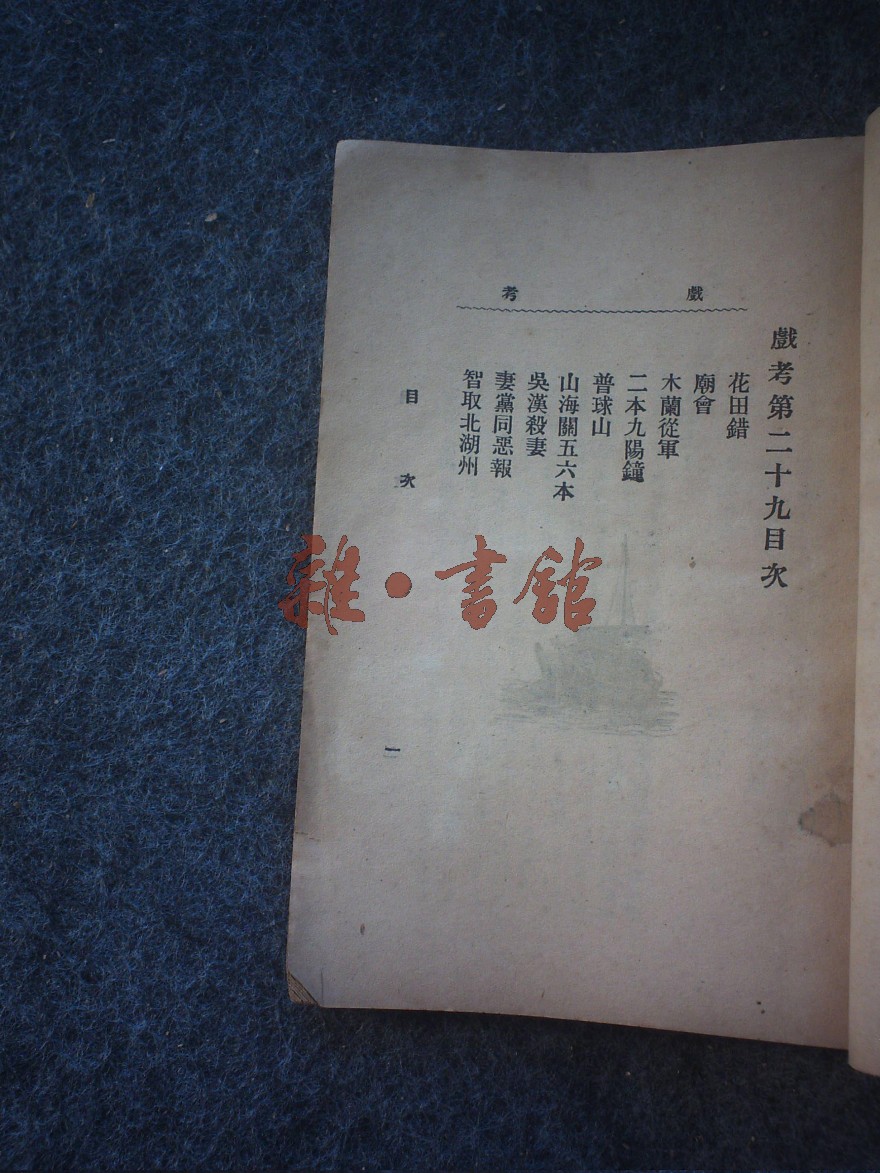 戲考第二十九目次
戲考
花田錯
廟會
木蘭從軍
二本九陽鐘
普球山
山海關五六本
吳漢殺妻
妻黨同惡報
智取北湖州
目次
一
雜·書館